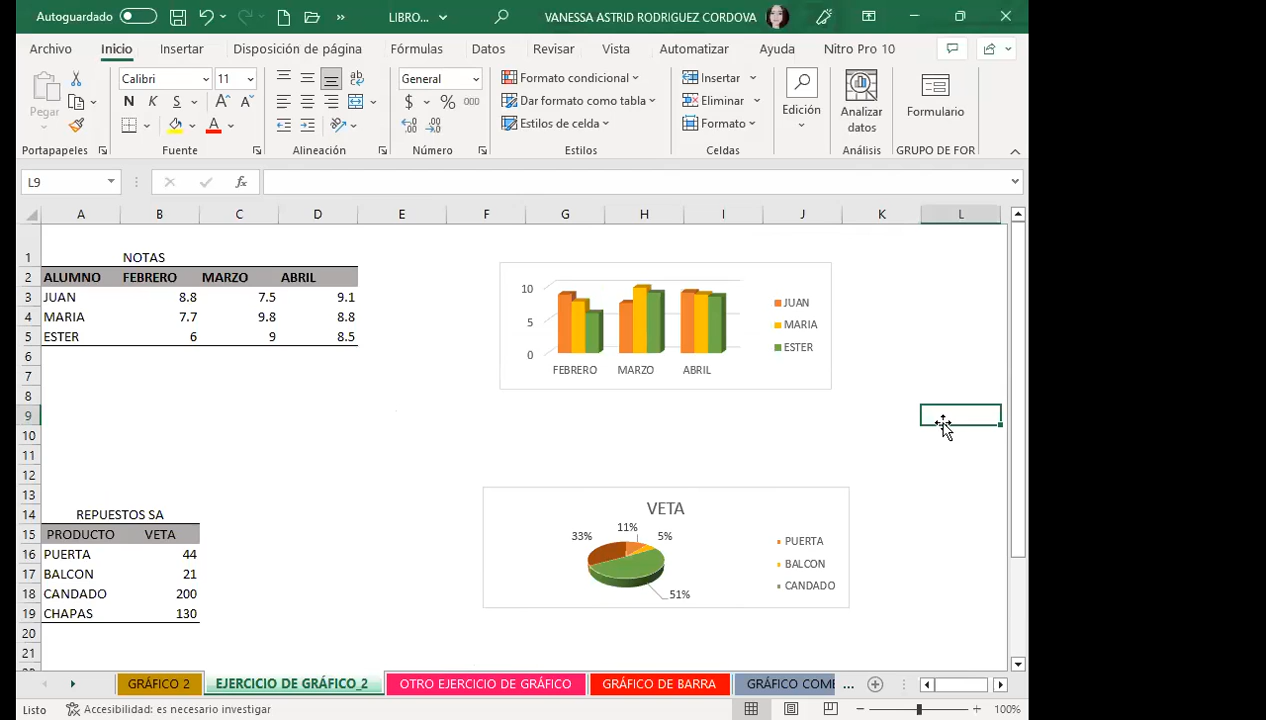 Autoguardado LIBRO... VANESSA ASTRID RODRIGUEZ CORDOVA
Archivo Inicio Insertar Disposición de página Fórmulas Datos Revisar Vista Automatizar Ayuda Nitro Pro 10
Pegar
Portapapeles
Calibri 11
N K S A A
A
Fuente
ab
Alineación
General
$ % 000
Número
Formato condicional
Dar formato como tabla
Estilos de celda
Estilos
Insertar
Eliminar
Formato
Celdas
Edición
Analizar
datos
Análisis
Formulario
GRUPO DE FOR
L9 fx
A B C D E F G H I J K L
1 NOTAS
2 ALUMNO FEBRERO MARZO ABRIL
3 JUAN 8.8 7.5 9.1
4 MARIA 7.7 9.8 8.8
5 ESTER 6 9 8.5
6
7
8
9
10
11
12
13
14 REPUESTOS SA
15 PRODUCTO VETA
16 PUERTA 44
17 BALCON 21
18 CANDADO 200
19 CHAPAS 130
20
21
10
5
0
FEBRERO MARZO ABRIL
JUAN
MARIA
ESTER
VETA
11%
33% 5%
51%
PUERTA
BALCON
CANDADO
GRÁFICO 2 EJERCICIO DE GRÁFICO_2 OTRO EJERCICIO DE GRÁFICO GRÁFICO DE BARRA GRÁFICO COME ...
Listo Accesibilidad: es necesario investigar 100%